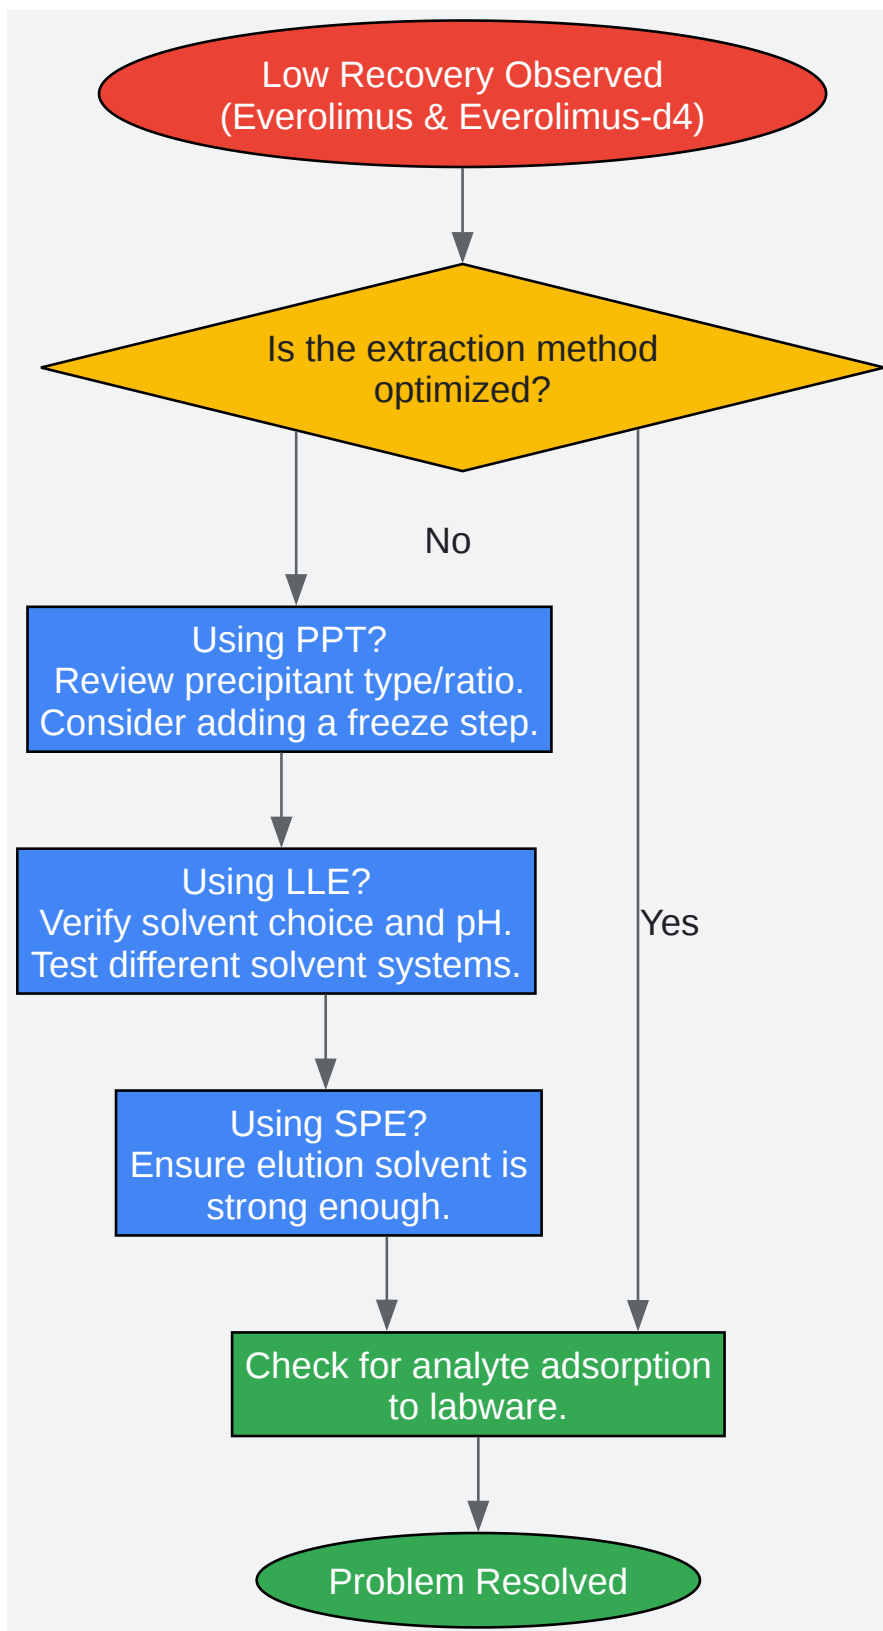 Low Recovery Observed
(Everolimus & Everolimus-d4)
Is the extraction method
optimized?
No
Using PPT?
Review precipitant type/ratio.
Consider adding a freeze step.
Using LLE?
Verify solvent choice and pH.
Test different solvent systems.
Yes
Using SPE?
Ensure elution solvent is
strong enough.
Check for analyte adsorption
to labware.
Problem Resolved